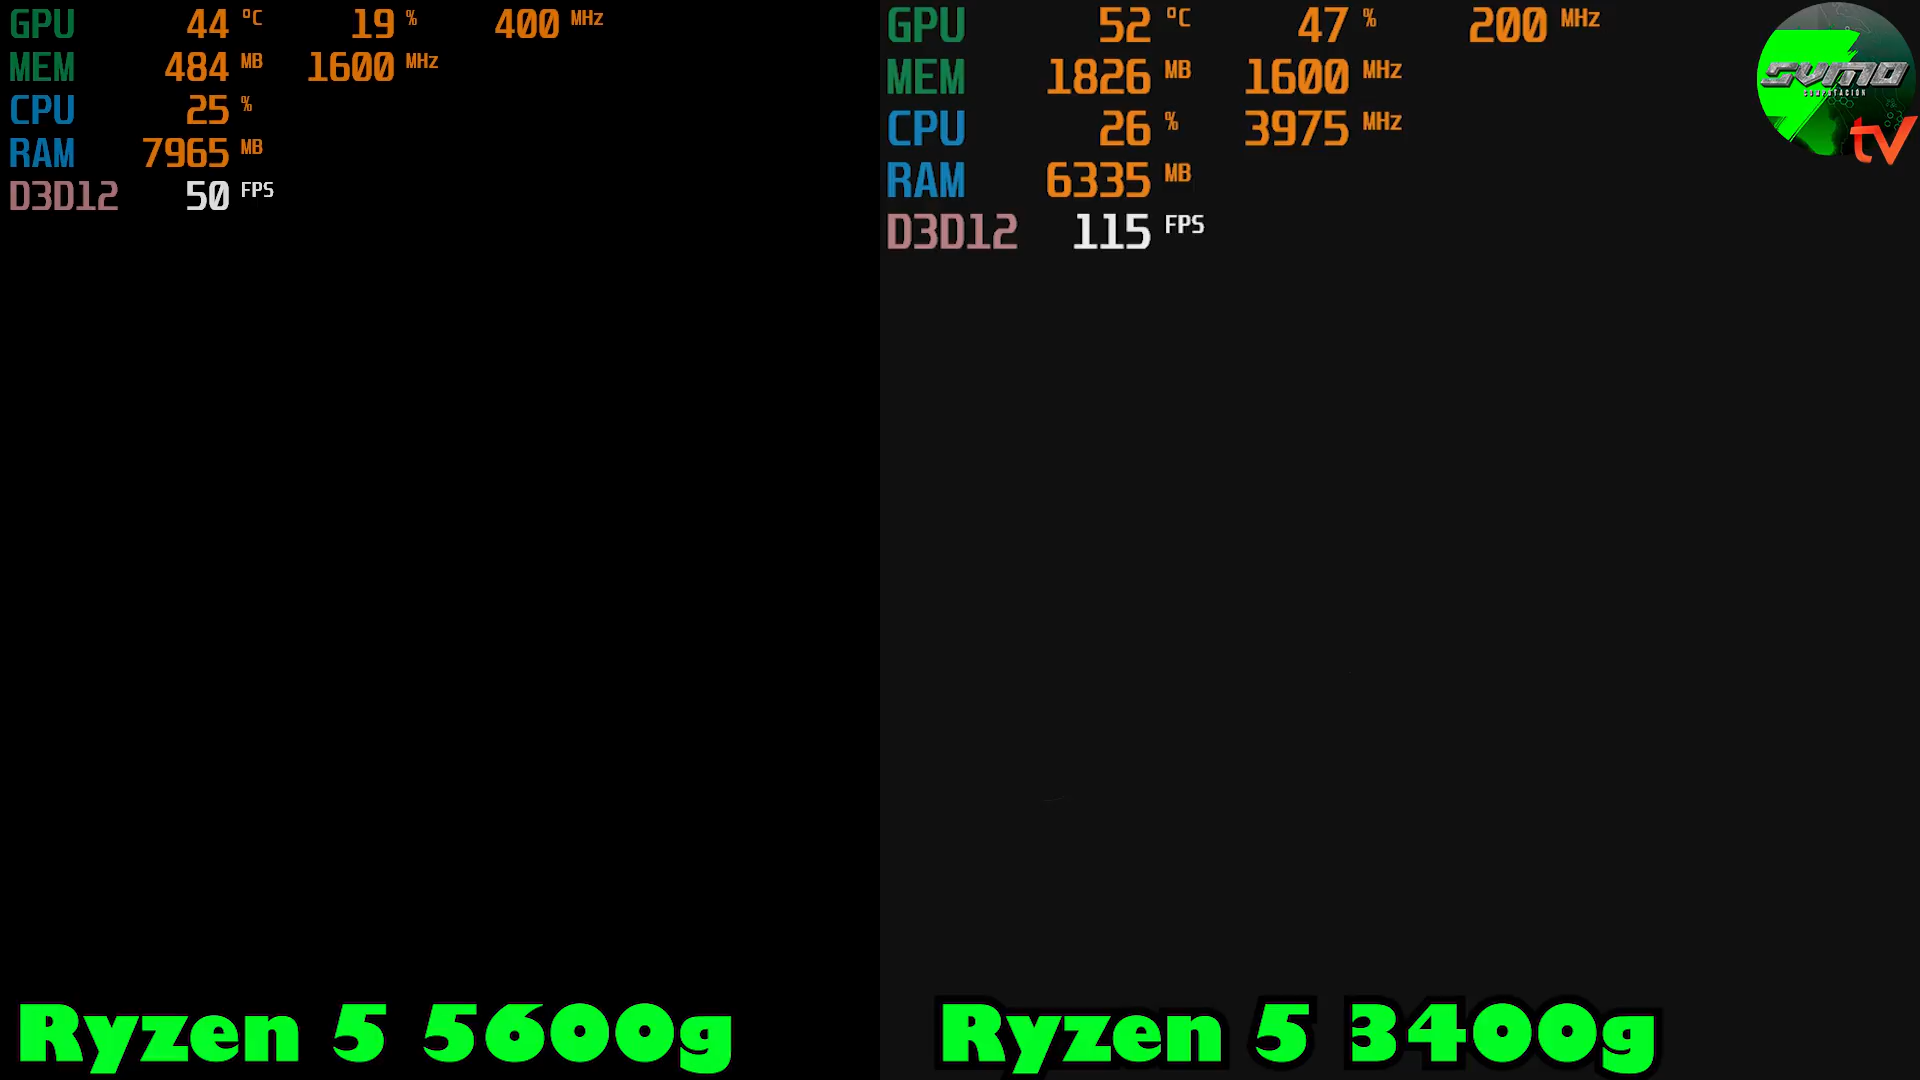 GPU 44 °C 19 % 400 MHz
MEM 484 MB 1600 MHz
CPU 25 %
RAM 7965 MB
D3D12 50 FPS
GPU 52 °C 47 % 200 MHz
MEM 1826 MB 1600 MHz
CPU 26 % 3975 MHz
RAM 6335 MB
D3D12 115 FPS
SVMO
COMPUTACIÓN
tV
Ryzen 5 5600g
Ryzen 5 3400g